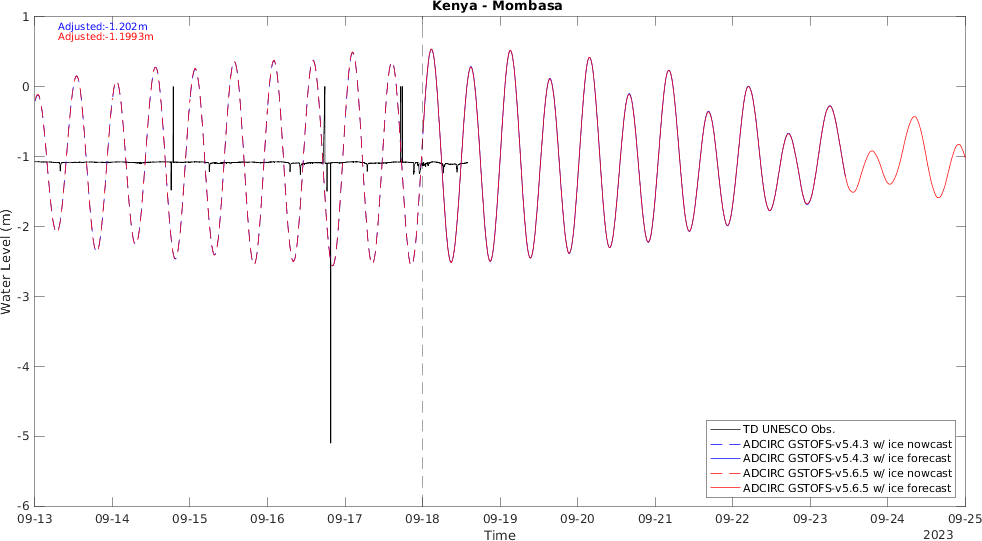 Kenya - Mombasa
Adjusted:-1.202m
Adjusted:-1.1993m
1
0
-1
-2
-3
-4
-5
-6
Water Level (m)
TD UNESCO Obs.
ADCIRC GSTOFS-v5.4.3 w/ ice nowcast
ADCIRC GSTOFS-v5.4.3 w/ ice forecast
ADCIRC GSTOFS-v5.6.5 w/ ice nowcast
ADCIRC GSTOFS-v5.6.5 w/ ice forecast
09-13 09-14 09-15 09-16 09-17 09-18 09-19 09-20 09-21 09-22 09-23 09-24 09-25
Time
2023